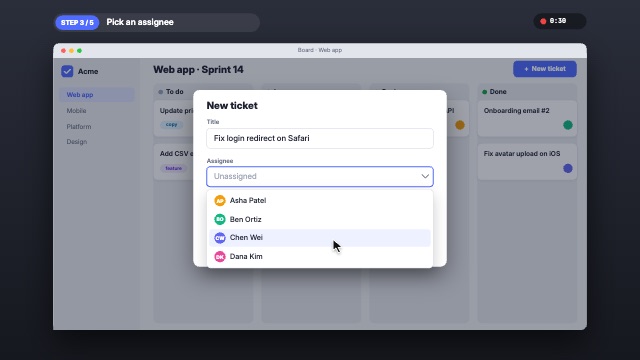 STEP 3 / 5
Pick an assignee
0:30
Board · Web app
Acme
Web app
Mobile
Platform
Design
Web app · Sprint 14
+ New ticket
To do
Done
Update pri
copy
Add CSV e
feature
API
Onboarding email #2
Fix avatar upload on iOS
New ticket
Title
Fix login redirect on Safari
Assignee
Unassigned
AP Asha Patel
BO Ben Ortiz
CW Chen Wei
DK Dana Kim